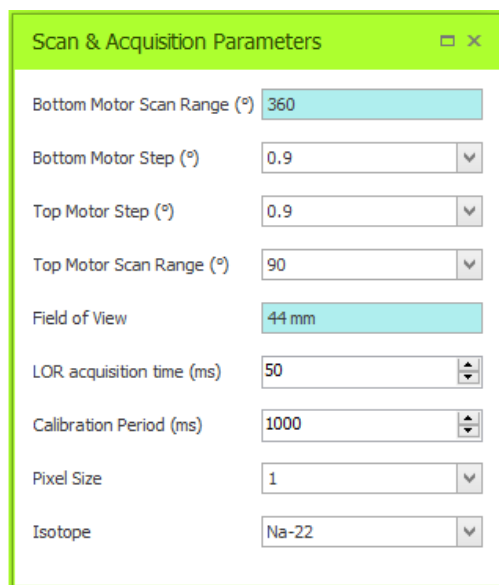 Scan & Acquisition Parameters
Bottom Motor Scan Range (°) 360
Bottom Motor Step (°) 0.9
Top Motor Step (°) 0.9
Top Motor Scan Range (°) 90
Field of View 44 mm
LOR acquisition time (ms) 50
Calibration Period (ms) 1000
Pixel Size 1
Isotope Na-22